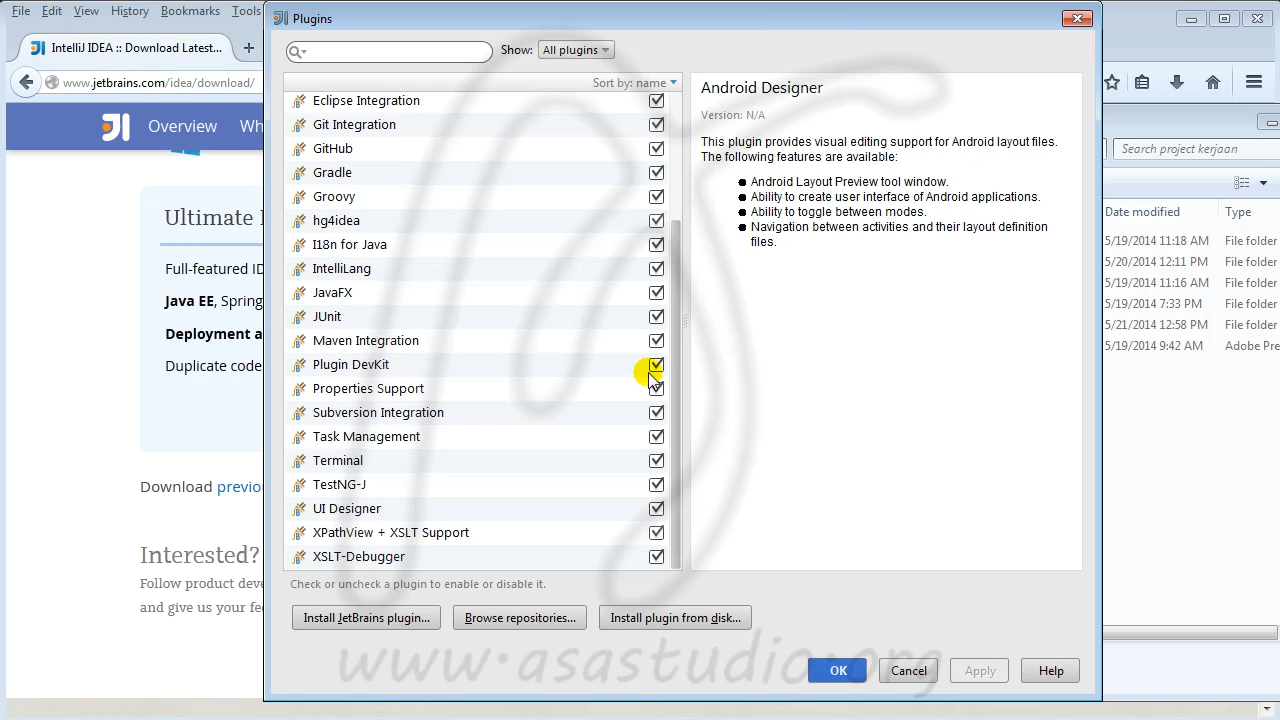 File Edit View History Bookmarks Tools
IntelliJ IDEA :: Download Latest...
www.jetbrains.com/idea/download/
Overview Wh
Ultimate
Full-featured ID
Java EE, Spring
Deployment a
Duplicate code
Download previo
Interested?
Follow product deve
and give us your fee
Plugins
Show: All plugins
Sort by: name
Eclipse Integration
Git Integration
GitHub
Gradle
Groovy
hg4idea
I18n for Java
IntelliLang
JavaFX
JUnit
Maven Integration
Plugin DevKit
Properties Support
Subversion Integration
Task Management
Terminal
TestNG-J
UI Designer
XPathView + XSLT Support
XSLT-Debugger
Check or uncheck a plugin to enable or disable it.
Install JetBrains plugin... Browse repositories... Install plugin from disk...
Android Designer
Version: N/A
This plugin provides visual editing support for Android layout files.
The following features are available:
Android Layout Preview tool window.
Ability to create user interface of Android applications.
Ability to toggle between modes.
Navigation between activities and their layout definition
files.
OK Cancel Apply Help
Search project kerjaan
Date modified Type
5/19/2014 11:18 AM File folder
5/20/2014 12:11 PM File folder
5/19/2014 11:16 AM File folder
5/19/2014 7:33 PM File folder
5/21/2014 12:58 PM File folder
5/19/2014 9:42 AM Adobe Pre
www.asastudio.org